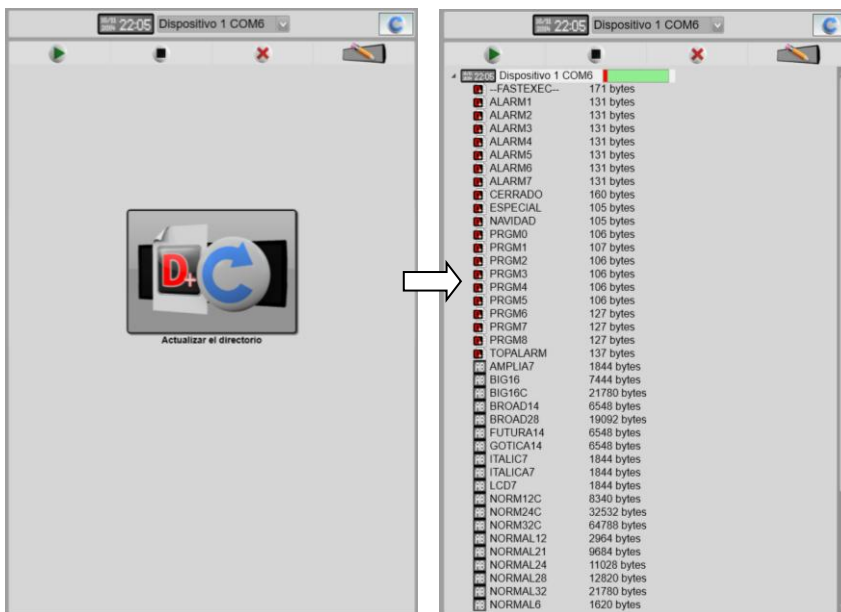 22:05 Dispositivo 1 COM6
Actualizar el directorio
22:05 Dispositivo 1 COM6
22:05 Dispositivo 1 COM6
--FASTEXEC-- 171 bytes
ALARM1 131 bytes
ALARM2 131 bytes
ALARM3 131 bytes
ALARM4 131 bytes
ALARM5 131 bytes
ALARM6 131 bytes
ALARM7 131 bytes
CERRADO 160 bytes
ESPECIAL 105 bytes
NAVIDAD 105 bytes
PRGM0 106 bytes
PRGM1 107 bytes
PRGM2 106 bytes
PRGM3 106 bytes
PRGM4 106 bytes
PRGM5 106 bytes
PRGM6 127 bytes
PRGM7 127 bytes
PRGM8 127 bytes
TOPALARM 137 bytes
AMPLIA7 1844 bytes
BIG16 7444 bytes
BIG16C 21780 bytes
BROAD14 6548 bytes
BROAD28 19092 bytes
FUTURA14 6548 bytes
GOTICA14 6548 bytes
ITALIC7 1844 bytes
ITALICA7 1844 bytes
LCD7 1844 bytes
NORM12C 8340 bytes
NORM24C 32532 bytes
NORM32C 64788 bytes
NORMAL12 2964 bytes
NORMAL21 9684 bytes
NORMAL24 11028 bytes
NORMAL28 12820 bytes
NORMAL32 21780 bytes
NORMAL6 1620 bytes